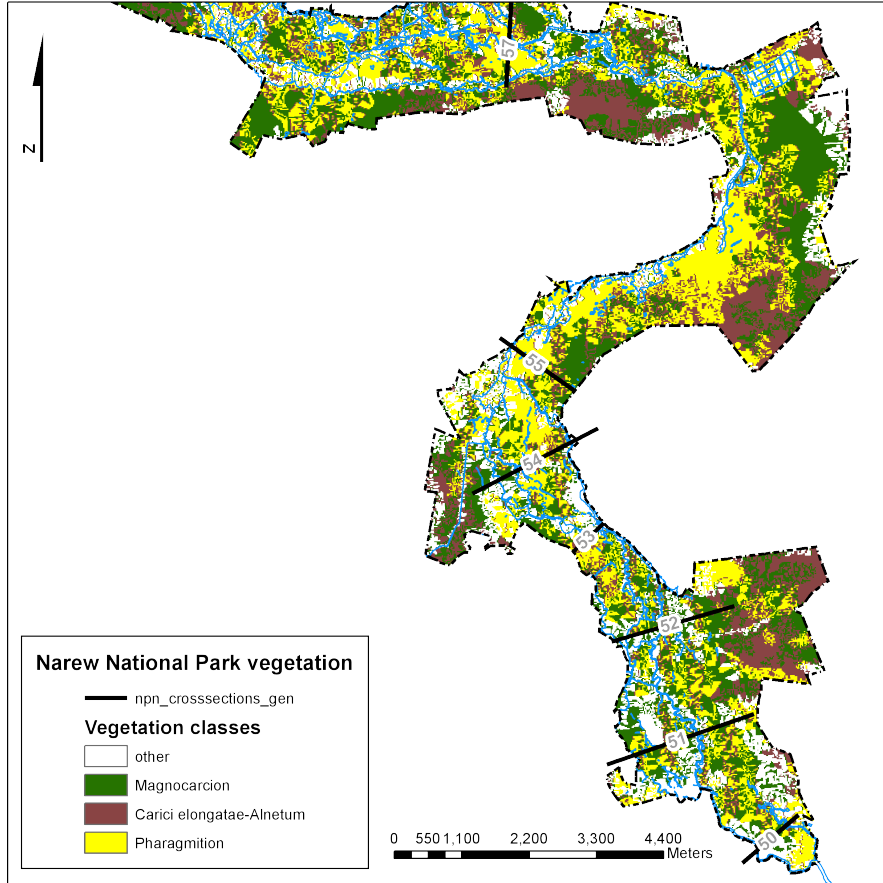 57
N
55
54
53
52
51
50
Narew National Park vegetation
npn_crosssections_gen
Vegetation classes
other
Magnocarcion
Carici elongatae-Alnetum
Pharagmition
0 550 1,100 2,200 3,300 4,400
Meters